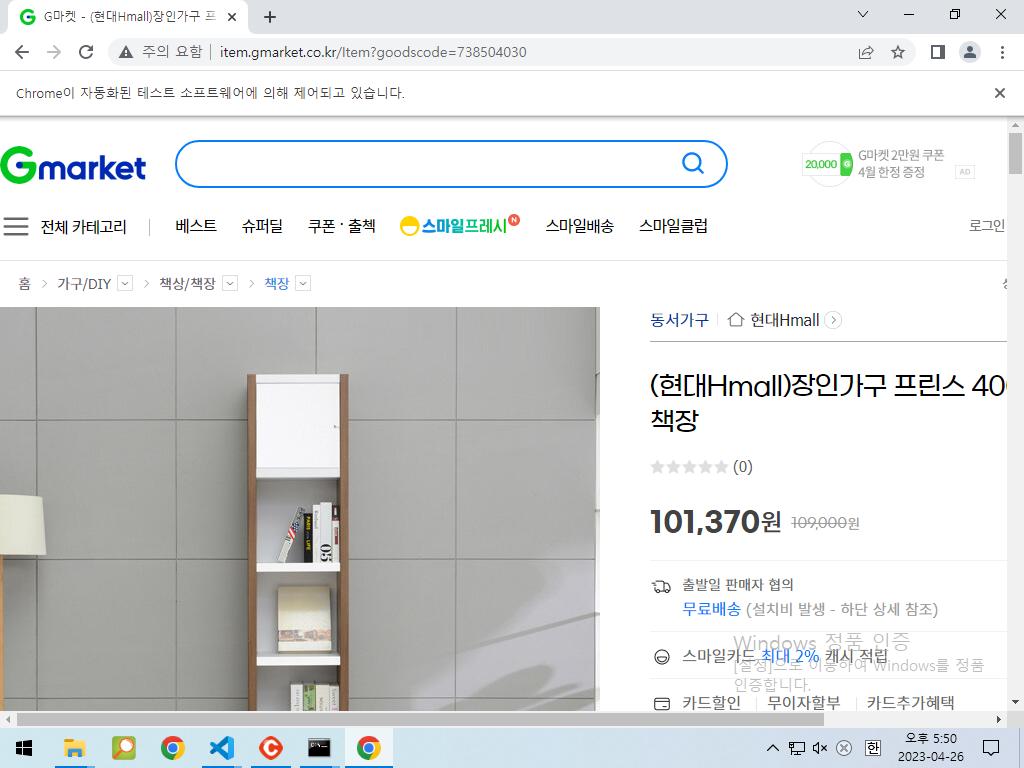 G마켓 - (현대Hmall)장인가구 프
주의 요함 item.gmarket.co.kr/Item?goodscode=738504030
Chrome이 자동화된 테스트 소프트웨어에 의해 제어되고 있습니다.
Gmarket
20,000 G마켓 2만원 쿠폰
4월 한정 증정 AD
전체 카테고리 베스트 슈퍼딜 쿠폰·출첵 스마일프레시 N 스마일배송 스마일클럽 로그인
홈 > 가구/DIY > 책상/책장 > 책장
동서가구 현대Hmall
(현대Hmall)장인가구 프린스 40
책장
(0)
101,370원 109,000원
출발일 판매자 협의
무료배송 (설치비 발생 - 하단 상세 참조)
Windows 정품 인증
스마일카드 최대 2% 캐시 적립
[설정]으로 이동하여 Windows를 정품
인증합니다.
카드할인 무이자할부 카드추가혜택
오후 5:50
한
2023-04-26